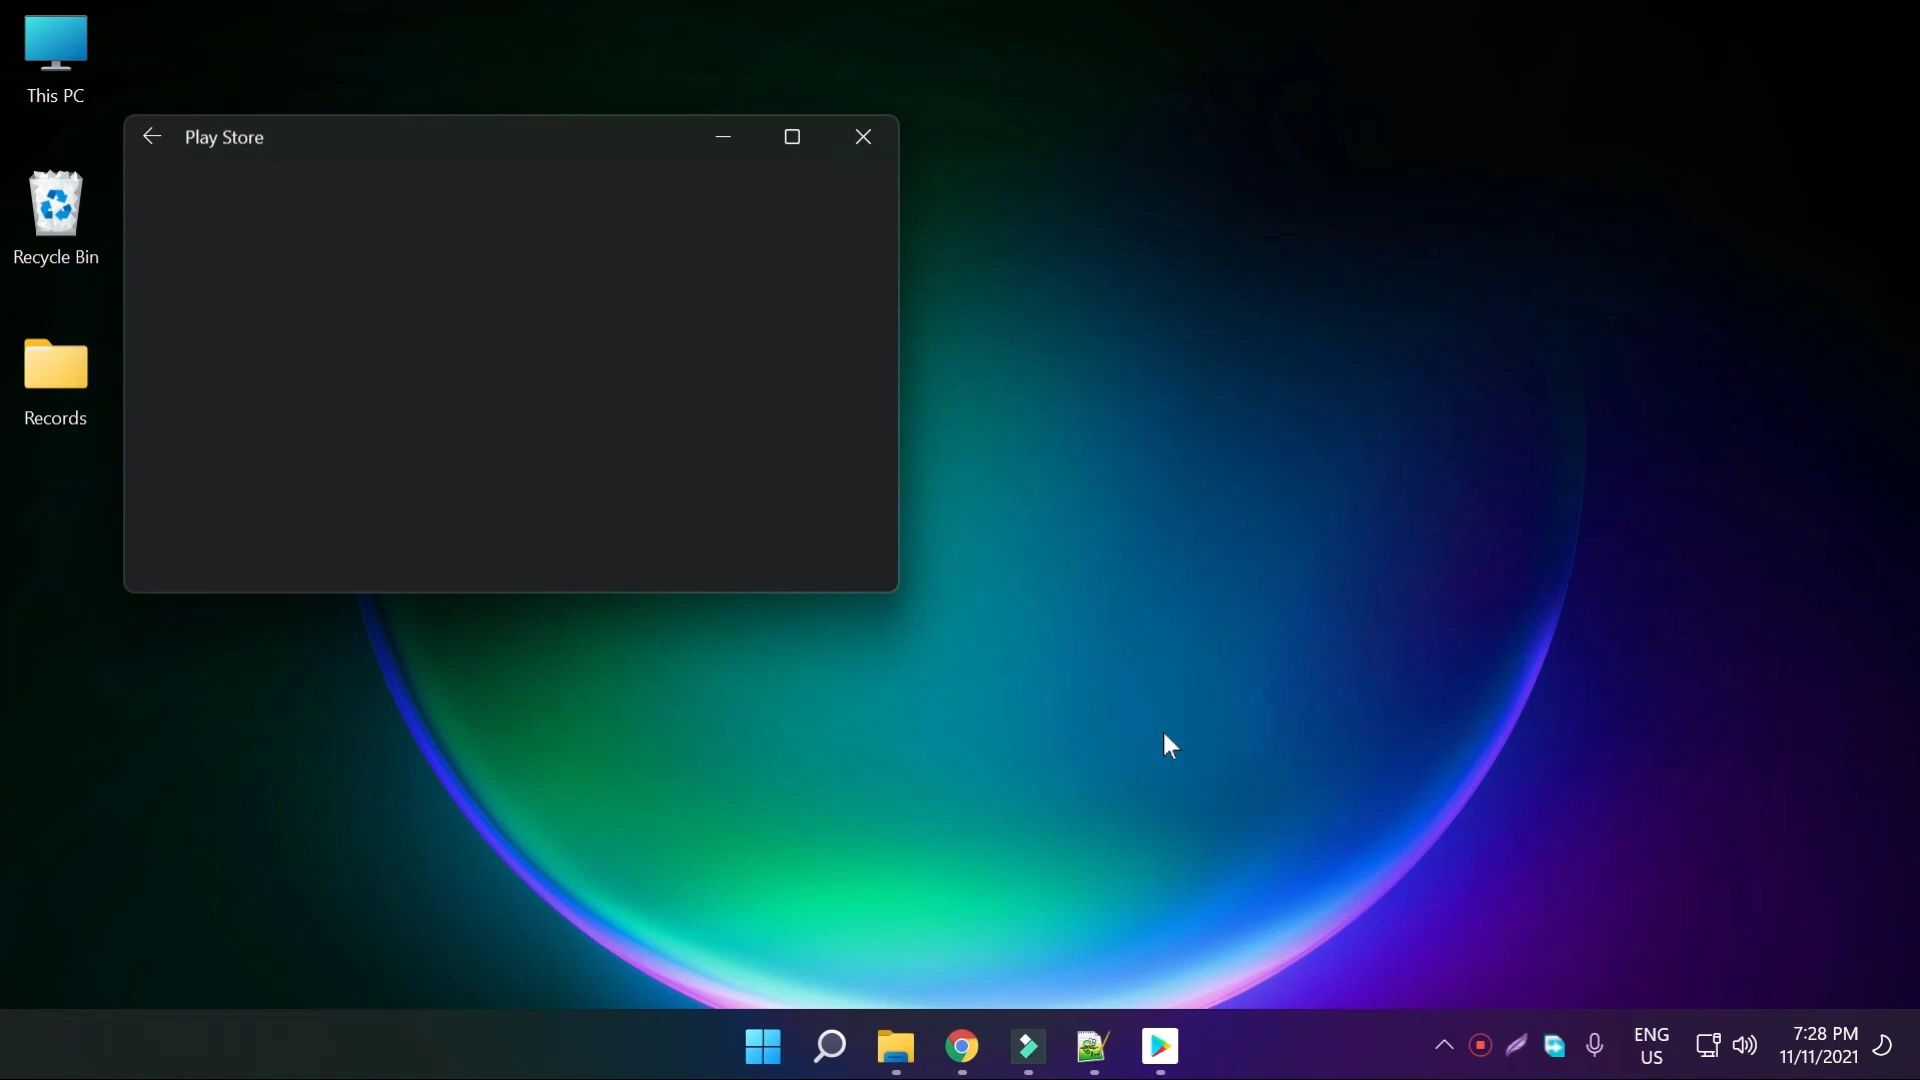 This PC
Play Store
Recycle Bin
Records
ENG
US
7:28 PM
11/11/2021